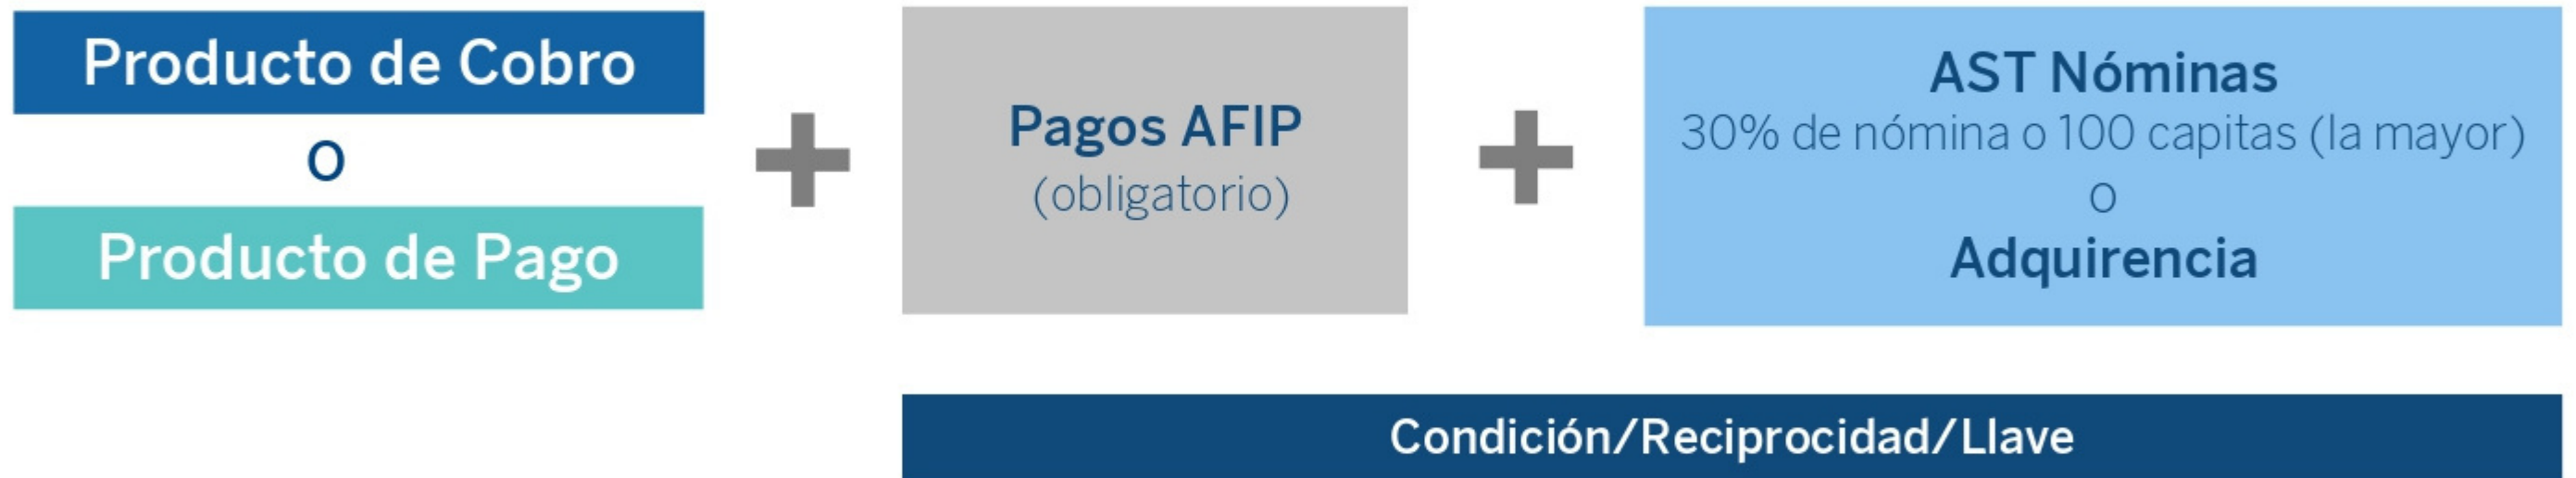 Producto de Cobro
o
Producto de Pago
Pagos AFIP
(obligatorio)
AST Nóminas
30% de nómina o 100 capitas (la mayor)
o
Adquirencia
Condición/Reciprocidad/Llave